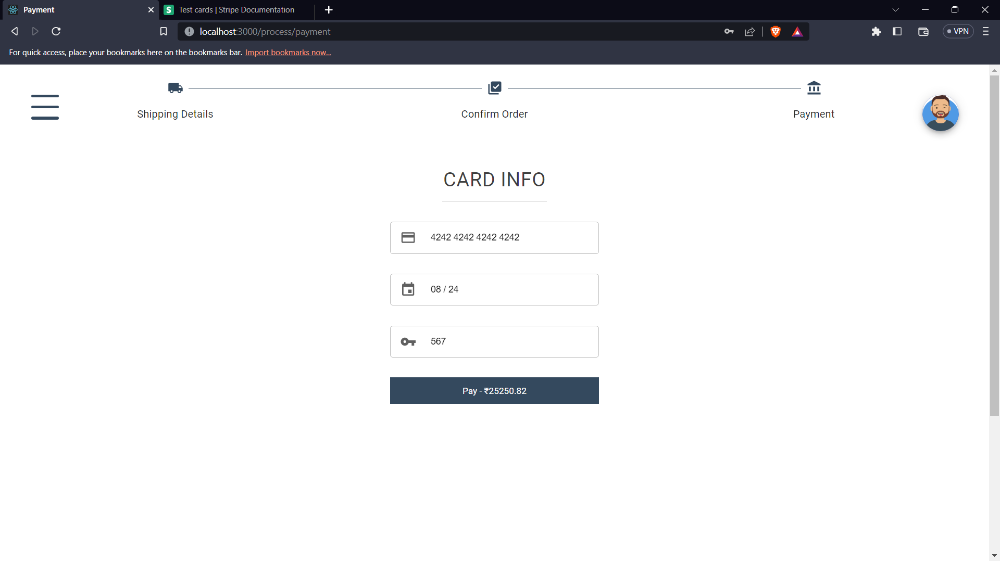 Payment
S Test cards | Stripe Documentation
localhost:3000/process/payment
VPN
For quick access, place your bookmarks here on the bookmarks bar. Import bookmarks now...
Shipping Details
Confirm Order
Payment
CARD INFO
4242 4242 4242 4242
08 / 24
567
Pay - ₹25250.82